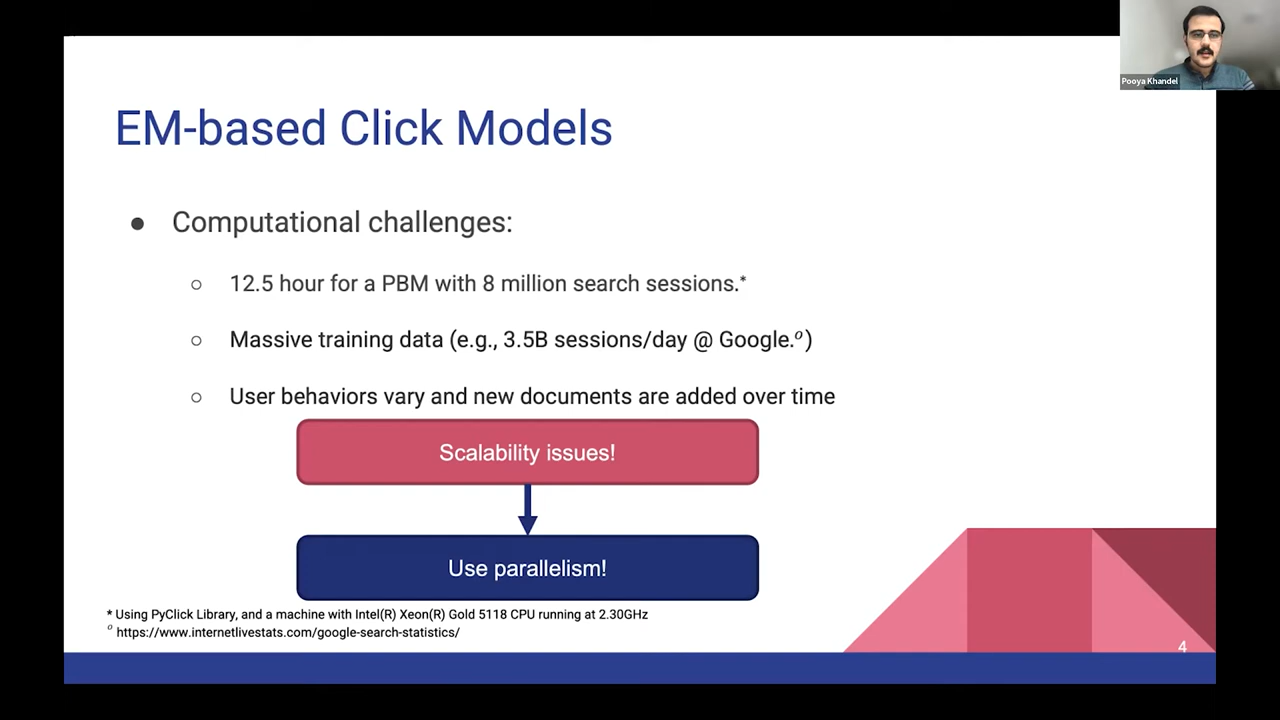 Pooya Khandel
EM-based Click Models
● Computational challenges:
○ 12.5 hour for a PBM with 8 million search sessions.*
○ Massive training data (e.g., 3.5B sessions/day @ Google.ᵒ)
○ User behaviors vary and new documents are added over time
Scalability issues!
Use parallelism!
* Using PyClick Library, and a machine with Intel(R) Xeon(R) Gold 5118 CPU running at 2.30GHz
ᵒ https://www.internetlivestats.com/google-search-statistics/
4